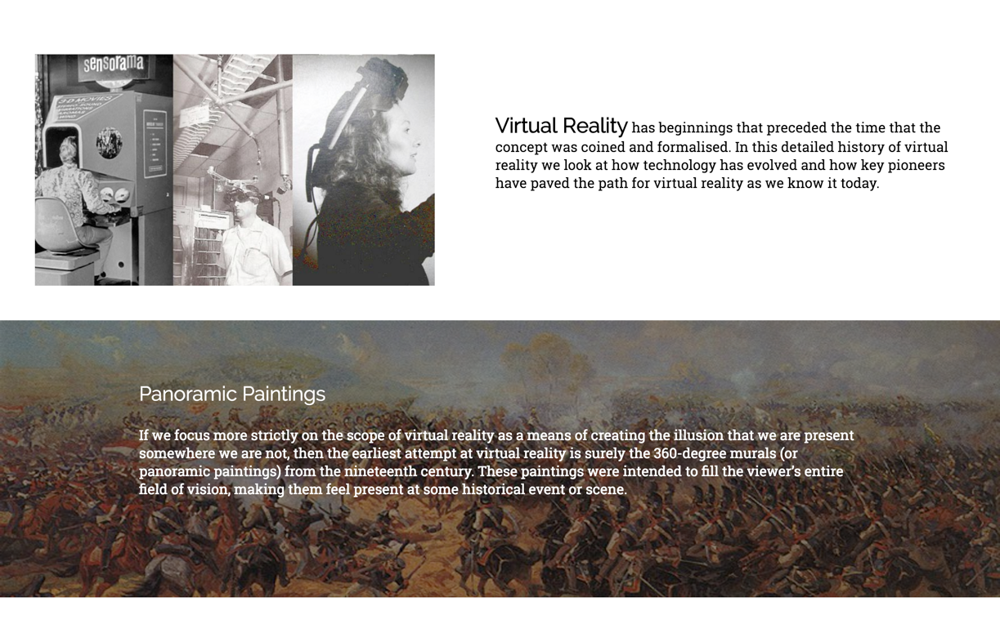 sensorama
3-D MOVIES
STEREO SOUND
VIBRATIONS
AROMAS
WIND
Virtual Reality has beginnings that preceded the time that the
concept was coined and formalised. In this detailed history of virtual
reality we look at how technology has evolved and how key pioneers
have paved the path for virtual reality as we know it today.
Panoramic Paintings
If we focus more strictly on the scope of virtual reality as a means of creating the illusion that we are present
somewhere we are not, then the earliest attempt at virtual reality is surely the 360-degree murals (or
panoramic paintings) from the nineteenth century. These paintings were intended to fill the viewer's entire
field of vision, making them feel present at some historical event or scene.